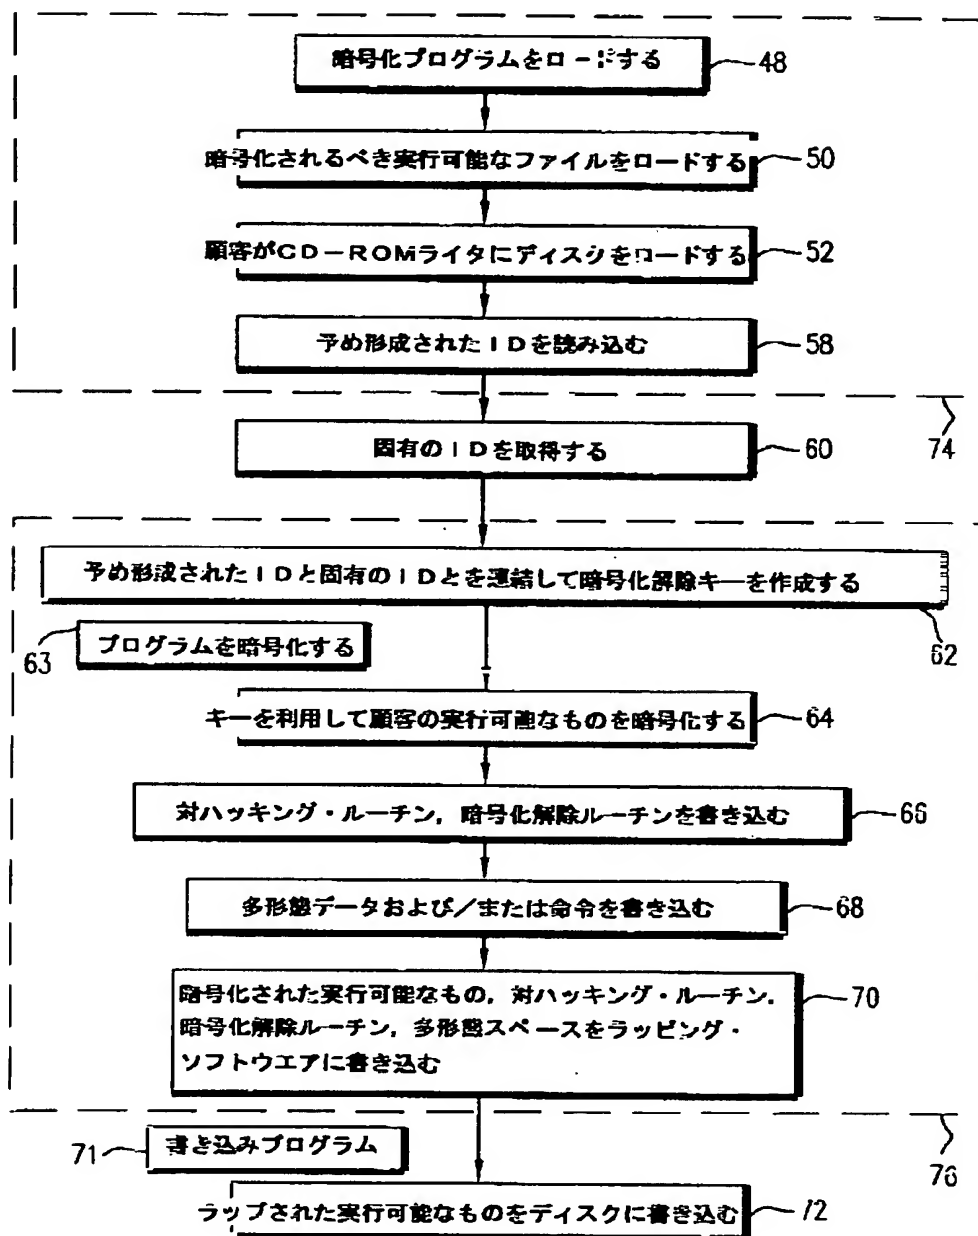 暗号化プログラムをロードする
48
暗号化されるべき実行可能なファイルをロードする
50
顧客がCD-ROMライタにディスクをロードする
52
予め形成されたIDを読み込む
58
74
固有のIDを取得する
60
予め形成されたIDと固有のIDとを連結して暗号化解除キーを作成する
62
プログラムを暗号化する
63
キーを利用して顧客の実行可能なものを暗号化する
64
対ハッキング・ルーチン,暗号化解除ルーチンを書き込む
66
多形態データおよび/または命令を書き込む
68
暗号化された実行可能なもの,対ハッキング・ルーチン,
暗号化解除ルーチン,多形態スペースをラッピング・
ソフトウエアに書き込む
70
76
71
書き込みプログラム
ラップされた実行可能なものをディスクに書き込む
72